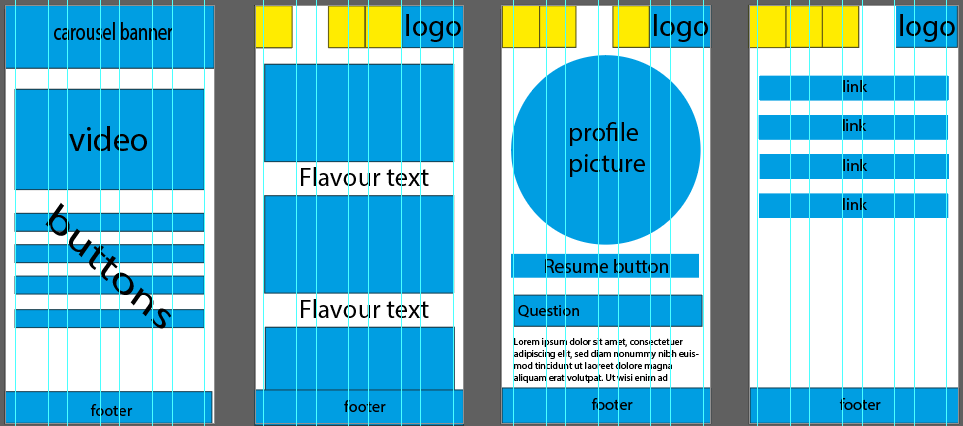 carousel banner
video
buttons
footer
logo
Flavour text
Flavour text
footer
logo
profile
picture
Resume button
Question
Lorem ipsum dolor sit amet, consectetuer
adipiscing elit, sed diam nonummy nibh euis-
mod tincidunt ut laoreet dolore magna
aliquam erat volutpat. Ut wisi enim ad
footer
logo
link
link
link
link
footer